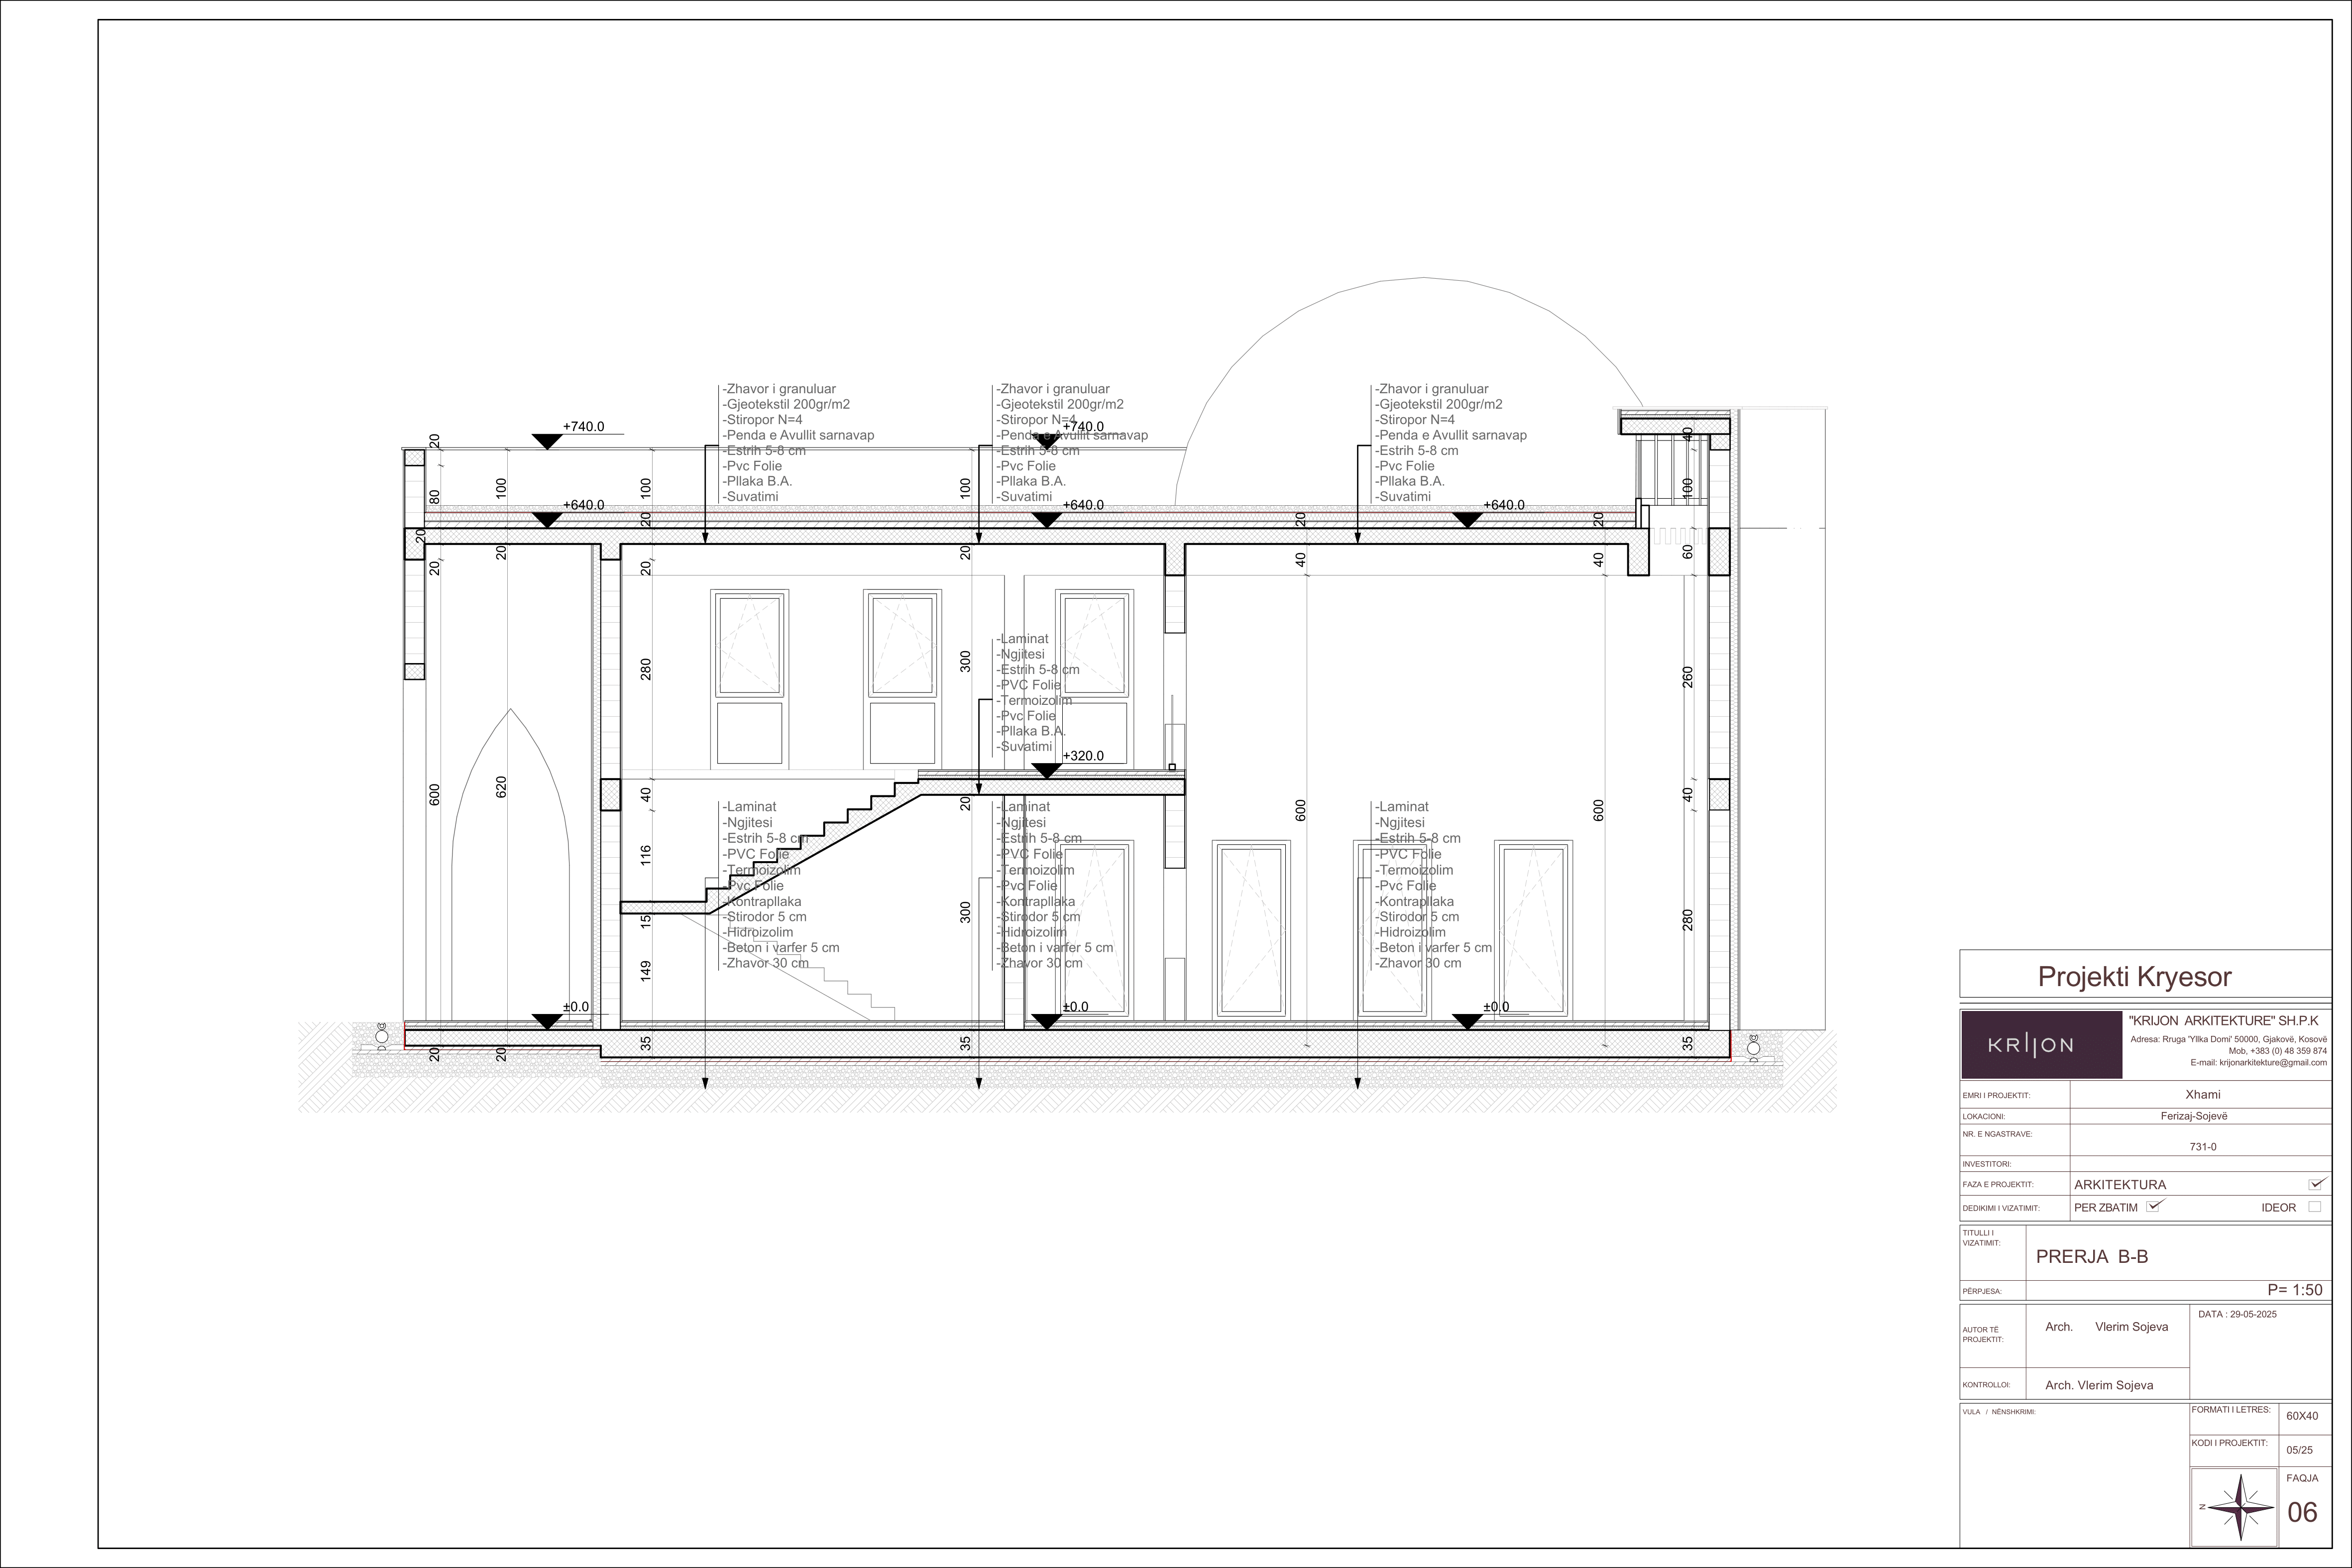 -Zhavor i granuluar
-Gjeotekstil 200gr/m2
-Stiropor N=4
-Penda e Avullit sarnavap
-Estrih 5-8 cm
-Pvc Folie
-Pllaka B.A.
-Suvatimi
-Zhavor i granuluar
-Gjeotekstil 200gr/m2
-Stiropor N=4
-Penda e Avullit sarnavap
-Estrih 5-8 cm
-Pvc Folie
-Pllaka B.A.
-Suvatimi
-Zhavor i granuluar
-Gjeotekstil 200gr/m2
-Stiropor N=4
-Penda e Avullit sarnavap
-Estrih 5-8 cm
-Pvc Folie
-Pllaka B.A.
-Suvatimi
+740.0
+740.0
+640.0
+640.0
+640.0
20
80
20
20
600
20
100
20
620
20
100
20
20
280
40
116
15
149
35
100
20
300
20
300
35
20
40
600
20
40
600
40
100
60
260
40
280
35
-Laminat
-Ngjitesi
-Estrih 5-8 cm
-PVC Folie
-Termoizolim
-Pvc Folie
-Pllaka B.A.
-Suvatimi
+320.0
-Laminat
-Ngjitesi
-Estrih 5-8 cm
-PVC Folie
-Termoizolim
-Pvc Folie
-Kontrapllaka
-Stirodor 5 cm
-Hidroizolim
-Beton i varfer 5 cm
-Zhavor 30 cm
-Laminat
-Ngjitesi
-Estrih 5-8 cm
-PVC Folie
-Termoizolim
-Pvc Folie
-Kontrapllaka
-Stirodor 5 cm
-Hidroizolim
-Beton i varfer 5 cm
-Zhavor 30 cm
-Laminat
-Ngjitesi
-Estrih 5-8 cm
-PVC Folie
-Termoizolim
-Pvc Folie
-Kontrapllaka
-Stirodor 5 cm
-Hidroizolim
-Beton i varfer 5 cm
-Zhavor 30 cm
±0.0
±0.0
±0.0
Projekti Kryesor
KRIJON
"KRIJON ARKITEKTURE" SH.P.K
Adresa: Rruga 'Yllka Domi' 50000, Gjakovë, Kosovë
Mob, +383 (0) 48 359 874
E-mail: krijonarkitekture@gmail.com
EMRI I PROJEKTIT: Xhami
LOKACIONI: Ferizaj-Sojevë
NR. E NGASTRAVE: 731-0
INVESTITORI:
FAZA E PROJEKTIT: ARKITEKTURA
DEDIKIMI I VIZATIMIT: PER ZBATIM IDEOR
TITULLI I
VIZATIMIT:
PRERJA B-B
PËRPJESA: P= 1:50
AUTOR TË
PROJEKTIT:
Arch. Vlerim Sojeva
DATA : 29-05-2025
KONTROLLOI: Arch. Vlerim Sojeva
VULA / NËNSHKRIMI:
FORMATI I LETRES: 60X40
KODI I PROJEKTIT: 05/25
N
FAQJA
06